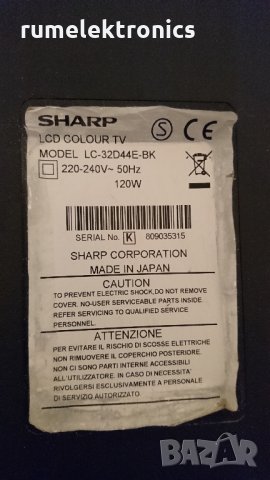 rumelektronics
SHARP
S CE
LCD COLOUR TV
MODEL LC-32D44E-BK
220-240V~ 50Hz
120W
SERIAL No. K 809035315
SHARP CORPORATION
MADE IN JAPAN
CAUTION
TO PREVENT ELECTRIC SHOCK,DO NOT REMOVE
COVER. NO-USER SERVICEABLE PARTS INSIDE.
REFER SERVICING TO QUALIFIED SERVICE
PERSONNEL.
ATTENZIONE
PER EVITARE IL RISCHIO DI SCOSSE ELETTRICHE
NON RIMUOVERE IL COPERCHIO POSTERIORE.
NON CI SONO PARTI INTERNE ACCESSIBILI
ALL'UTILIZZATORE. IN CASO DI NECESSITA'
RIVOLGERSI ESCLUSIVAMENTE A PERSONALE
DI SERVIZIO AUTORIZZATO.
BAZAR